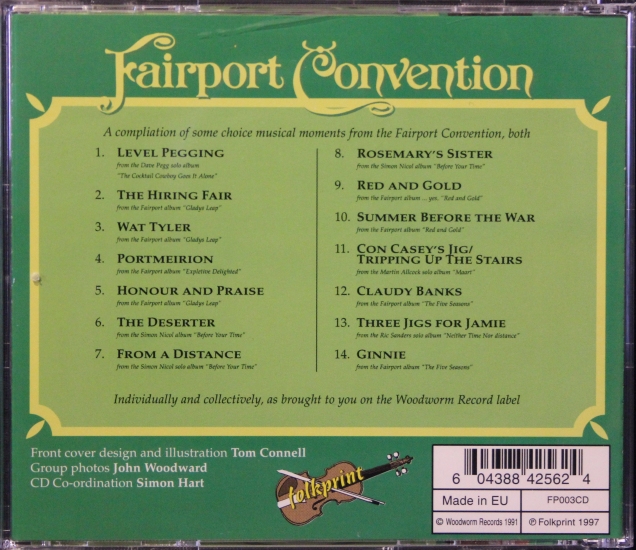 Fairport Convention
A compliation of some choice musical moments from the Fairport Convention, both
1. LEVEL PEGGING
from the Dave Pegg solo album
"The Cocktail Cowboy Goes It Alone"
2. THE HIRING FAIR
from the Fairport album "Gladys Leap"
3. WAT TYLER
from the Fairport album "Gladys Leap"
4. PORTMEIRION
from the Fairport album "Expletive Delighted"
5. HONOUR AND PRAISE
from the Fairport album "Gladys Leap"
6. THE DESERTER
from the Simon Nicol album "Before Your Time"
7. FROM A DISTANCE
from the Simon Nicol solo album "Before Your Time"
8. ROSEMARY'S SISTER
from the Simon Nicol album "Before Your Time"
9. RED AND GOLD
from the Fairport album ... yes, "Red and Gold"
10. SUMMER BEFORE THE WAR
from the Fairport album "Red and Gold"
11. CON CASEY'S JIG/
TRIPPING UP THE STAIRS
from the Martin Allcock solo album "Maart"
12. CLAUDY BANKS
from the Fairport album "The Five Seasons"
13. THREE JIGS FOR JAMIE
from the Ric Sanders solo album "Neither Time Nor distance"
14. GINNIE
from the Fairport album "The Five Seasons"
Individually and collectively, as brought to you on the Woodworm Record label
Front cover design and illustration Tom Connell
Group photos John Woodward
CD Co-ordination Simon Hart
folkprint
6 04388 42562 4
Made in EU
FP003CD
© Woodworm Records 1991
℗ Folkprint 1997